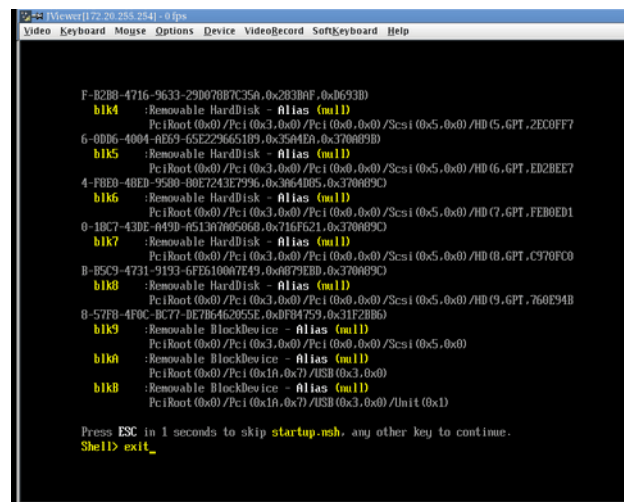 JViewer[172.20.255.254] - 0 fps
Video Keyboard Mouse Options Device VideoRecord SoftKeyboard Help
F-B2B8-4716-9633-29D078B7C35A,0x283BAF,0xD693B)
blk4 :Removable HardDisk - Alias (null)
PciRoot(0x0)/Pci(0x3,0x0)/Pci(0x0,0x0)/Scsi(0x5,0x0)/HD(5,GPT,2EC0FF7
6-0DD6-4004-AE69-65E229665189,0x35A4EA,0x370A89B)
blk5 :Removable HardDisk - Alias (null)
PciRoot(0x0)/Pci(0x3,0x0)/Pci(0x0,0x0)/Scsi(0x5,0x0)/HD(6,GPT,ED2BEE7
4-F8E0-48ED-9580-80E7243E7996,0x3A64D85,0x370A89C)
blk6 :Removable HardDisk - Alias (null)
PciRoot(0x0)/Pci(0x3,0x0)/Pci(0x0,0x0)/Scsi(0x5,0x0)/HD(7,GPT,FEB0ED1
0-18C7-43DE-A49D-A513A7A0506B,0x716F621,0x370A89C)
blk7 :Removable HardDisk - Alias (null)
PciRoot(0x0)/Pci(0x3,0x0)/Pci(0x0,0x0)/Scsi(0x5,0x0)/HD(8,GPT,C970FC0
B-B5C9-4731-9193-6FE6100A7E49,0xA879EBD,0x370A89C)
blk8 :Removable HardDisk - Alias (null)
PciRoot(0x0)/Pci(0x3,0x0)/Pci(0x0,0x0)/Scsi(0x5,0x0)/HD(9,GPT,760E94B
8-57F8-4F0C-BC77-DE7B6462055E,0xDF84759,0x31F2BB6)
blk9 :Removable BlockDevice - Alias (null)
PciRoot(0x0)/Pci(0x3,0x0)/Pci(0x0,0x0)/Scsi(0x5,0x0)
blkA :Removable BlockDevice - Alias (null)
PciRoot(0x0)/Pci(0x1A,0x7)/USB(0x3,0x0)
blkB :Removable BlockDevice - Alias (null)
PciRoot(0x0)/Pci(0x1A,0x7)/USB(0x3,0x0)/Unit(0x1)
Press ESC in 1 seconds to skip startup.nsh, any other key to continue.
Shell> exit_